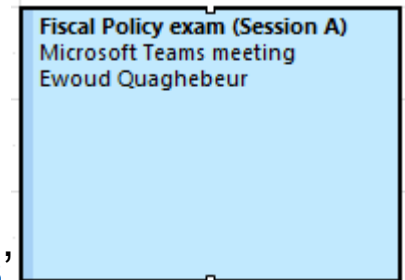 Fiscal Policy exam (Session A)
Microsoft Teams meeting
Ewoud Quaghebeur
,